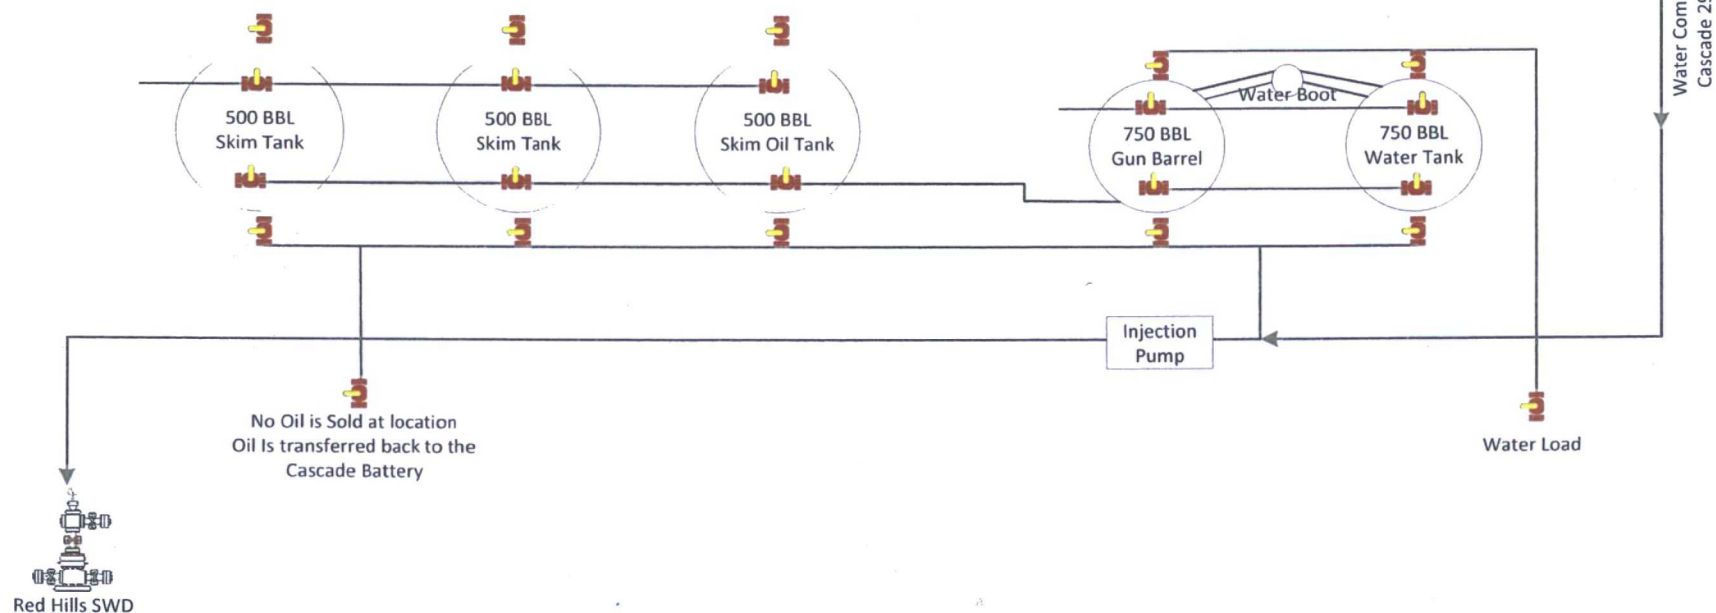 Water Com
Cascade 29
500 BBL
Skim Tank
500 BBL
Skim Tank
500 BBL
Skim Oil Tank
Water Boot
750 BBL
Gun Barrel
750 BBL
Water Tank
Injection
Pump
No Oil is Sold at location
Oil Is transferred back to the
Cascade Battery
Water Load
Red Hills SWD